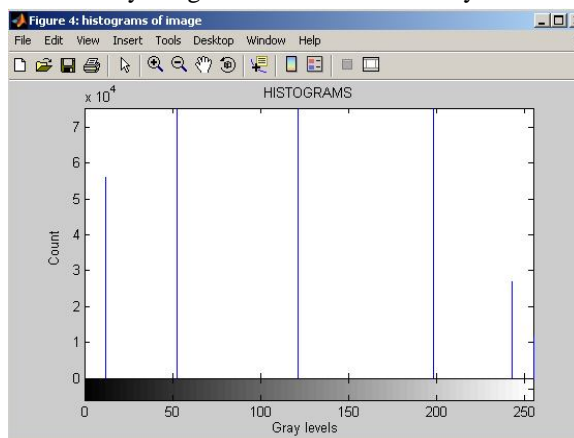 Figure 4: histograms of image
File Edit View Insert Tools Desktop Window Help
HISTOGRAMS
x 10^4
7
6
5
4
3
2
1
0
Count
0 50 100 150 200 250
Gray levels